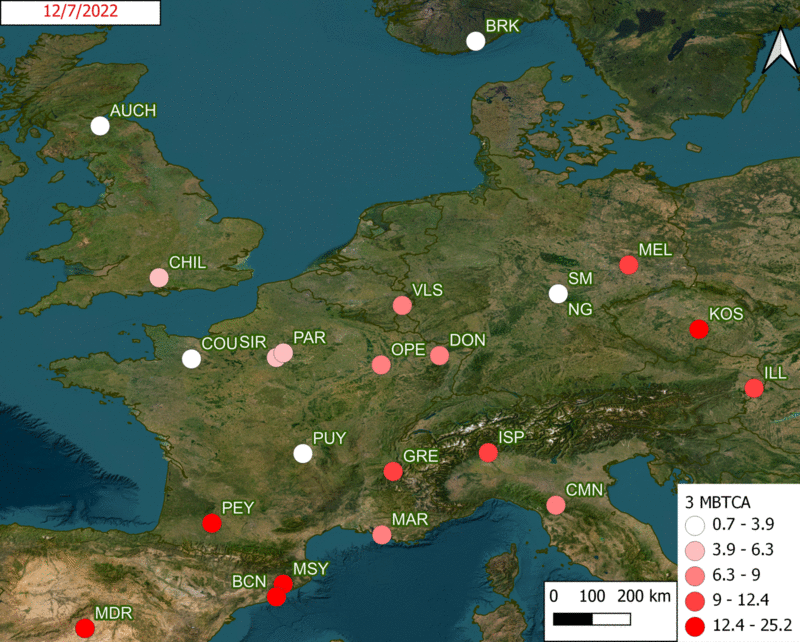 12/7/2022
BRK
AUCH
CHIL
MEL
SM
VLS
NG
KOS
COU SIR PAR
OPE DON
ILL
PUY
ISP
GRE
CMN
PEY
MAR
MSY
BCN
MDR
3 MBTCA
0.7 - 3.9
3.9 - 6.3
6.3 - 9
9 - 12.4
12.4 - 25.2
0 100 200 km